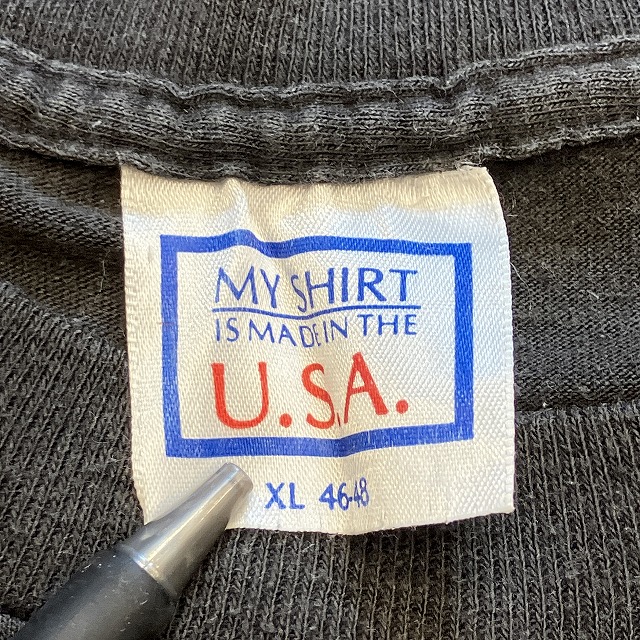 MY SHIRT
IS MADE IN THE
U.S.A.
XL 46-48